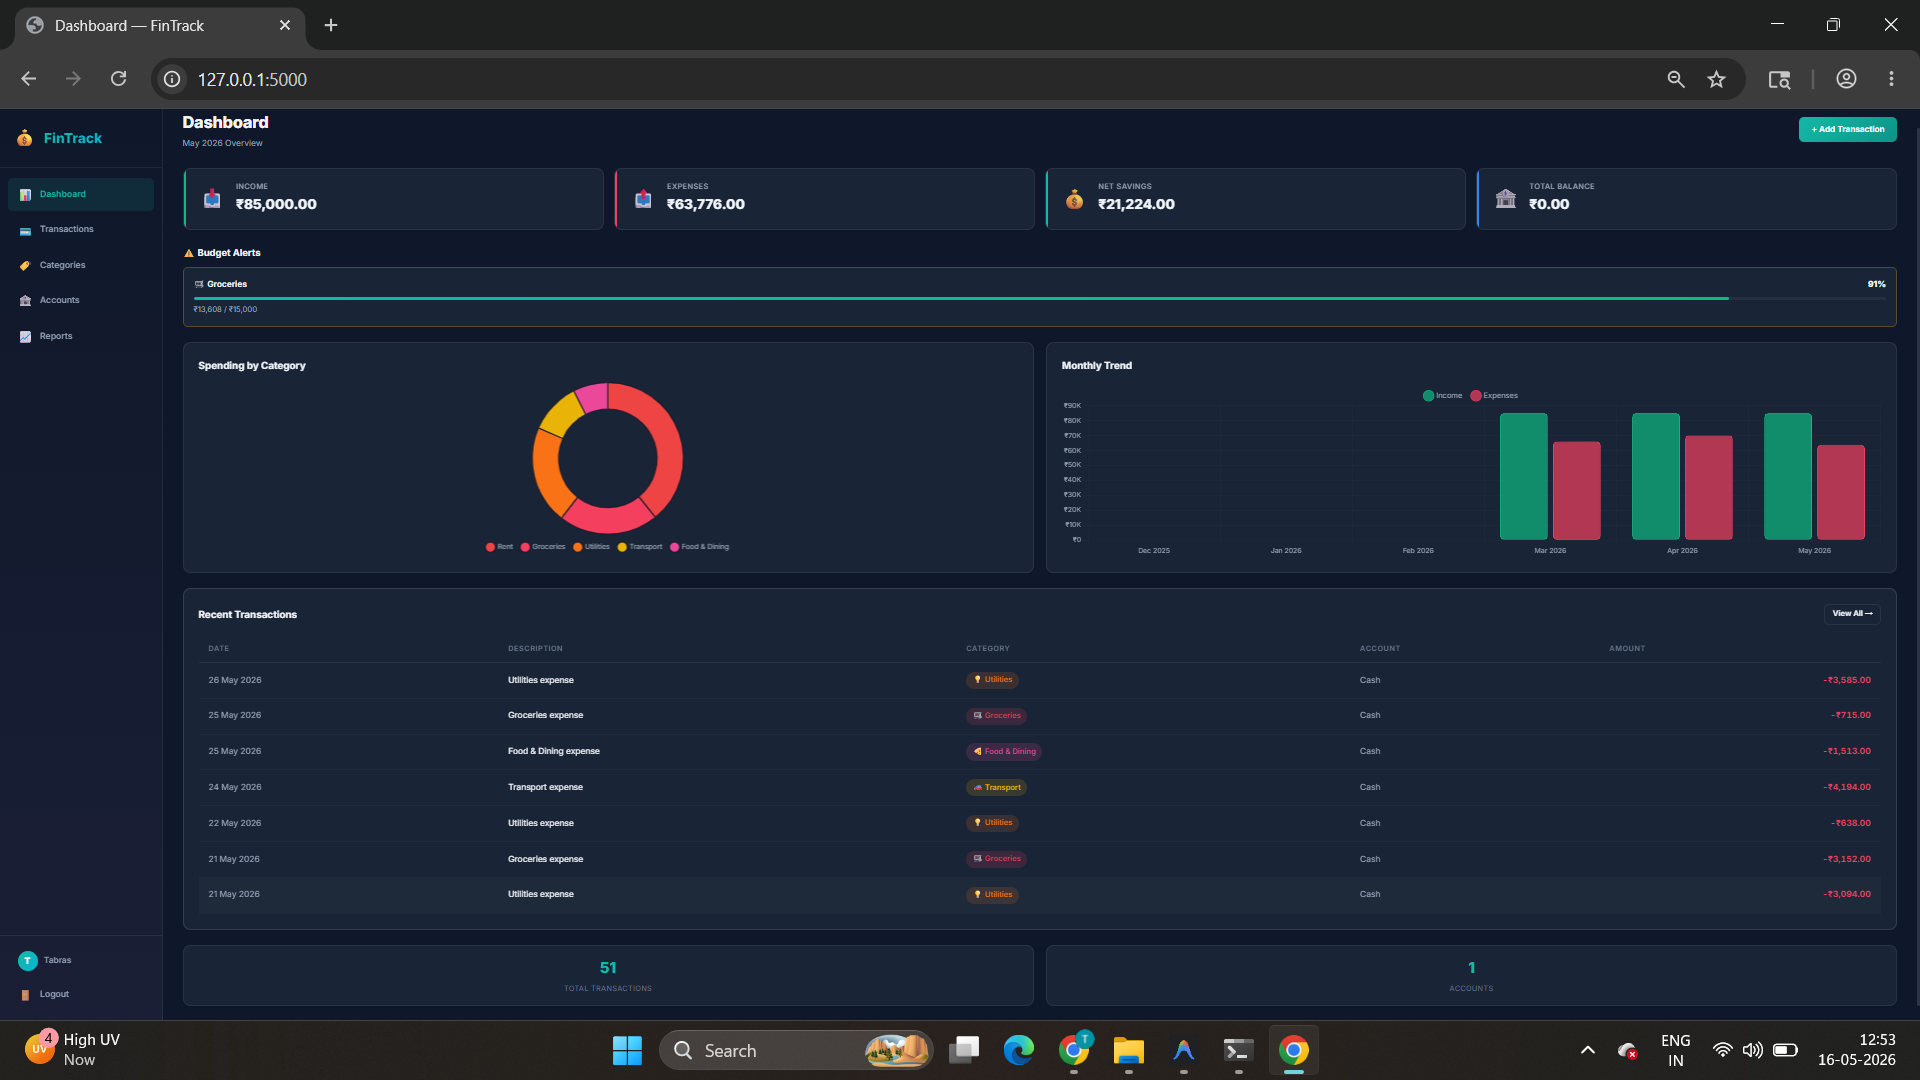 Dashboard — FinTrack
127.0.0.1:5000
FinTrack
Dashboard
Transactions
Categories
Accounts
Reports
Tabras
Logout
Dashboard
May 2026 Overview
+ Add Transaction
INCOME
₹85,000.00
EXPENSES
₹63,776.00
NET SAVINGS
₹21,224.00
TOTAL BALANCE
₹0.00
Budget Alerts
Groceries 91%
₹13,608 / ₹15,000
Spending by Category
Rent Groceries Utilities Transport Food & Dining
Monthly Trend
Income Expenses
₹90K
₹80K
₹70K
₹60K
₹50K
₹40K
₹30K
₹20K
₹10K
₹0
Dec 2025 Jan 2026 Feb 2026 Mar 2026 Apr 2026 May 2026
Recent Transactions
View All →
DATE DESCRIPTION CATEGORY ACCOUNT AMOUNT
26 May 2026 Utilities expense Utilities Cash -₹3,585.00
25 May 2026 Groceries expense Groceries Cash -₹715.00
25 May 2026 Food & Dining expense Food & Dining Cash -₹1,513.00
24 May 2026 Transport expense Transport Cash -₹4,194.00
22 May 2026 Utilities expense Utilities Cash -₹638.00
21 May 2026 Groceries expense Groceries Cash -₹3,152.00
21 May 2026 Utilities expense Utilities Cash -₹3,094.00
51
TOTAL TRANSACTIONS
1
ACCOUNTS
UV
4
High UV
Now
Search
T
ENG
IN
12:53
16-05-2026
T